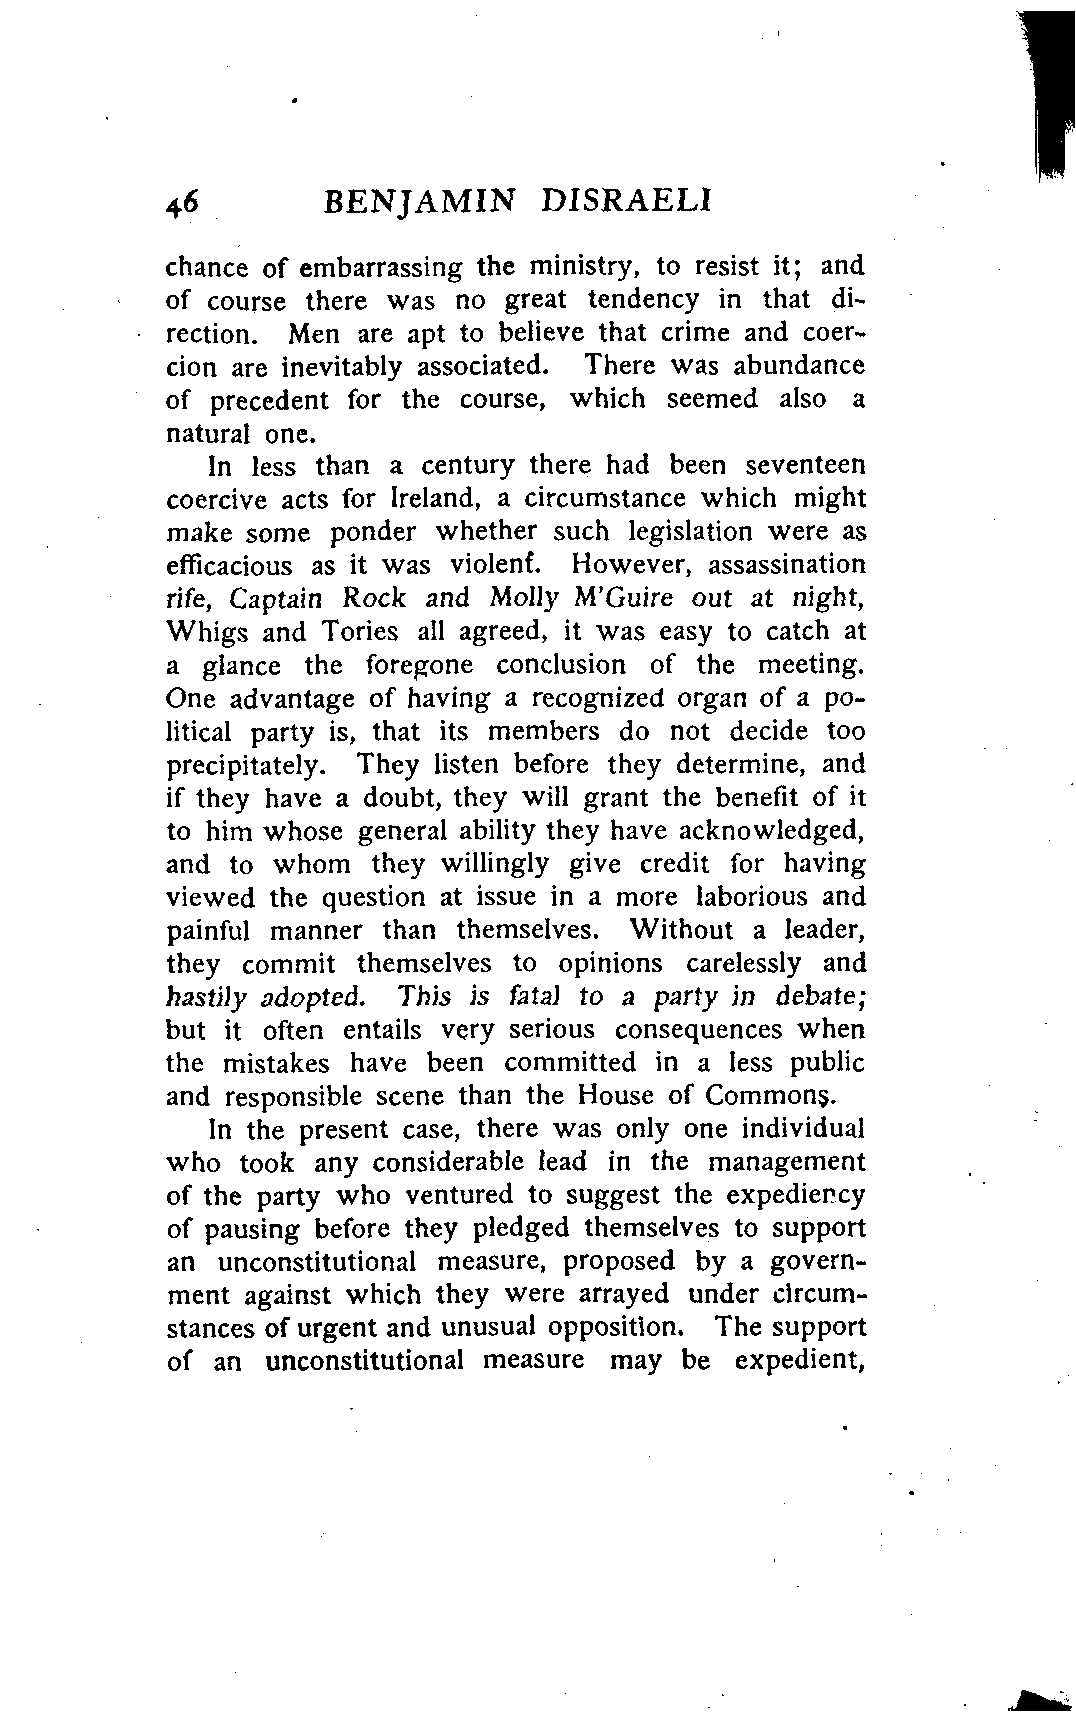 46 BENJAMIN DISRAELI
chance of embarrassing the ministry, to resist it; and
of course there was no great tendency in that di-
rection. Men are apt to believe that crime and coer-
cion are inevitably associated. There was abundance
of precedent for the course, which seemed also a
natural one.
In less than a century there had been seventeen
coercive acts for Ireland, a circumstance which might
make some ponder whether such legislation were as
efficacious as it was violent. However, assassination
rife, Captain Rock and Molly M'Guire out at night,
Whigs and Tories all agreed, it was easy to catch at
a glance the foregone conclusion of the meeting.
One advantage of having a recognized organ of a po-
litical party is, that its members do not decide too
precipitately. They listen before they determine, and
if they have a doubt, they will grant the benefit of it
to him whose general ability they have acknowledged,
and to whom they willingly give credit for having
viewed the question at issue in a more laborious and
painful manner than themselves. Without a leader,
they commit themselves to opinions carelessly and
hastily adopted. This is fatal to a party in debate;
but it often entails very serious consequences when
the mistakes have been committed in a less public
and responsible scene than the House of Commons.
In the present case, there was only one individual
who took any considerable lead in the management
of the party who ventured to suggest the expediency
of pausing before they pledged themselves to support
an unconstitutional measure, proposed by a govern-
ment against which they were arrayed under circum-
stances of urgent and unusual opposition. The support
of an unconstitutional measure may be expedient,